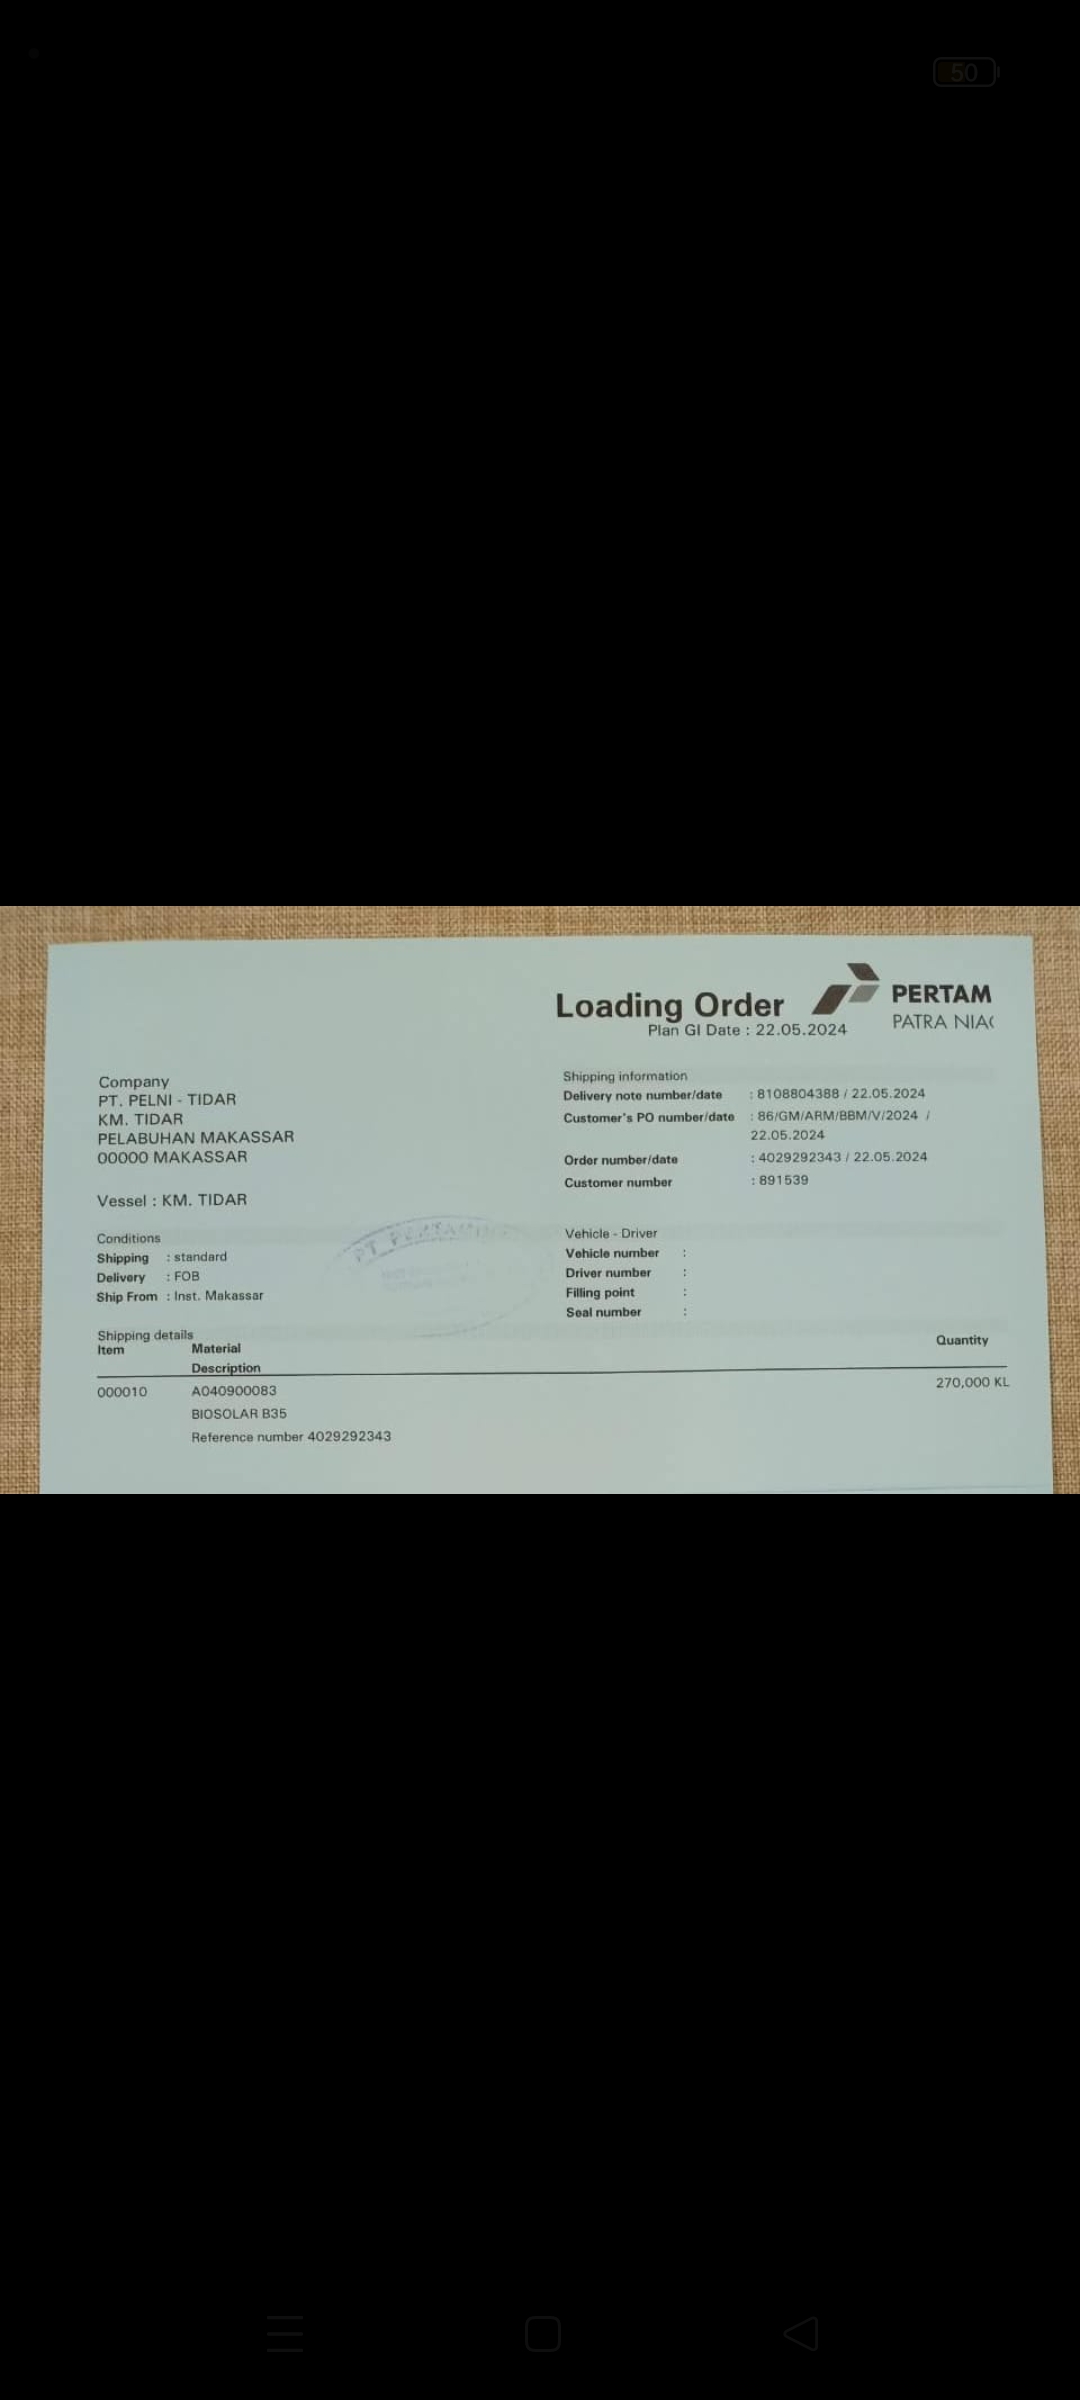 50
Loading Order
Plan GI Date : 22.05.2024
PERTAM
PATRA NIA
Company
PT. PELNI - TIDAR
KM. TIDAR
PELABUHAN MAKASSAR
00000 MAKASSAR
Vessel : KM. TIDAR
Shipping information
Delivery note number/date : 8108804388 / 22.05.2024
Customer's PO number/date : 86/GM/ARM/BBM/V/2024 /
22.05.2024
Order number/date : 4029292343 / 22.05.2024
Customer number : 891539
Conditions
Shipping : standard
Delivery : FOB
Ship From : Inst. Makassar
PT. PERTAMINA
Vehicle - Driver
Vehicle number :
Driver number :
Filling point :
Seal number :
Shipping details
Item Material Quantity
Description
000010 A040900083 270,000 KL
BIOSOLAR B35
Reference number 4029292343